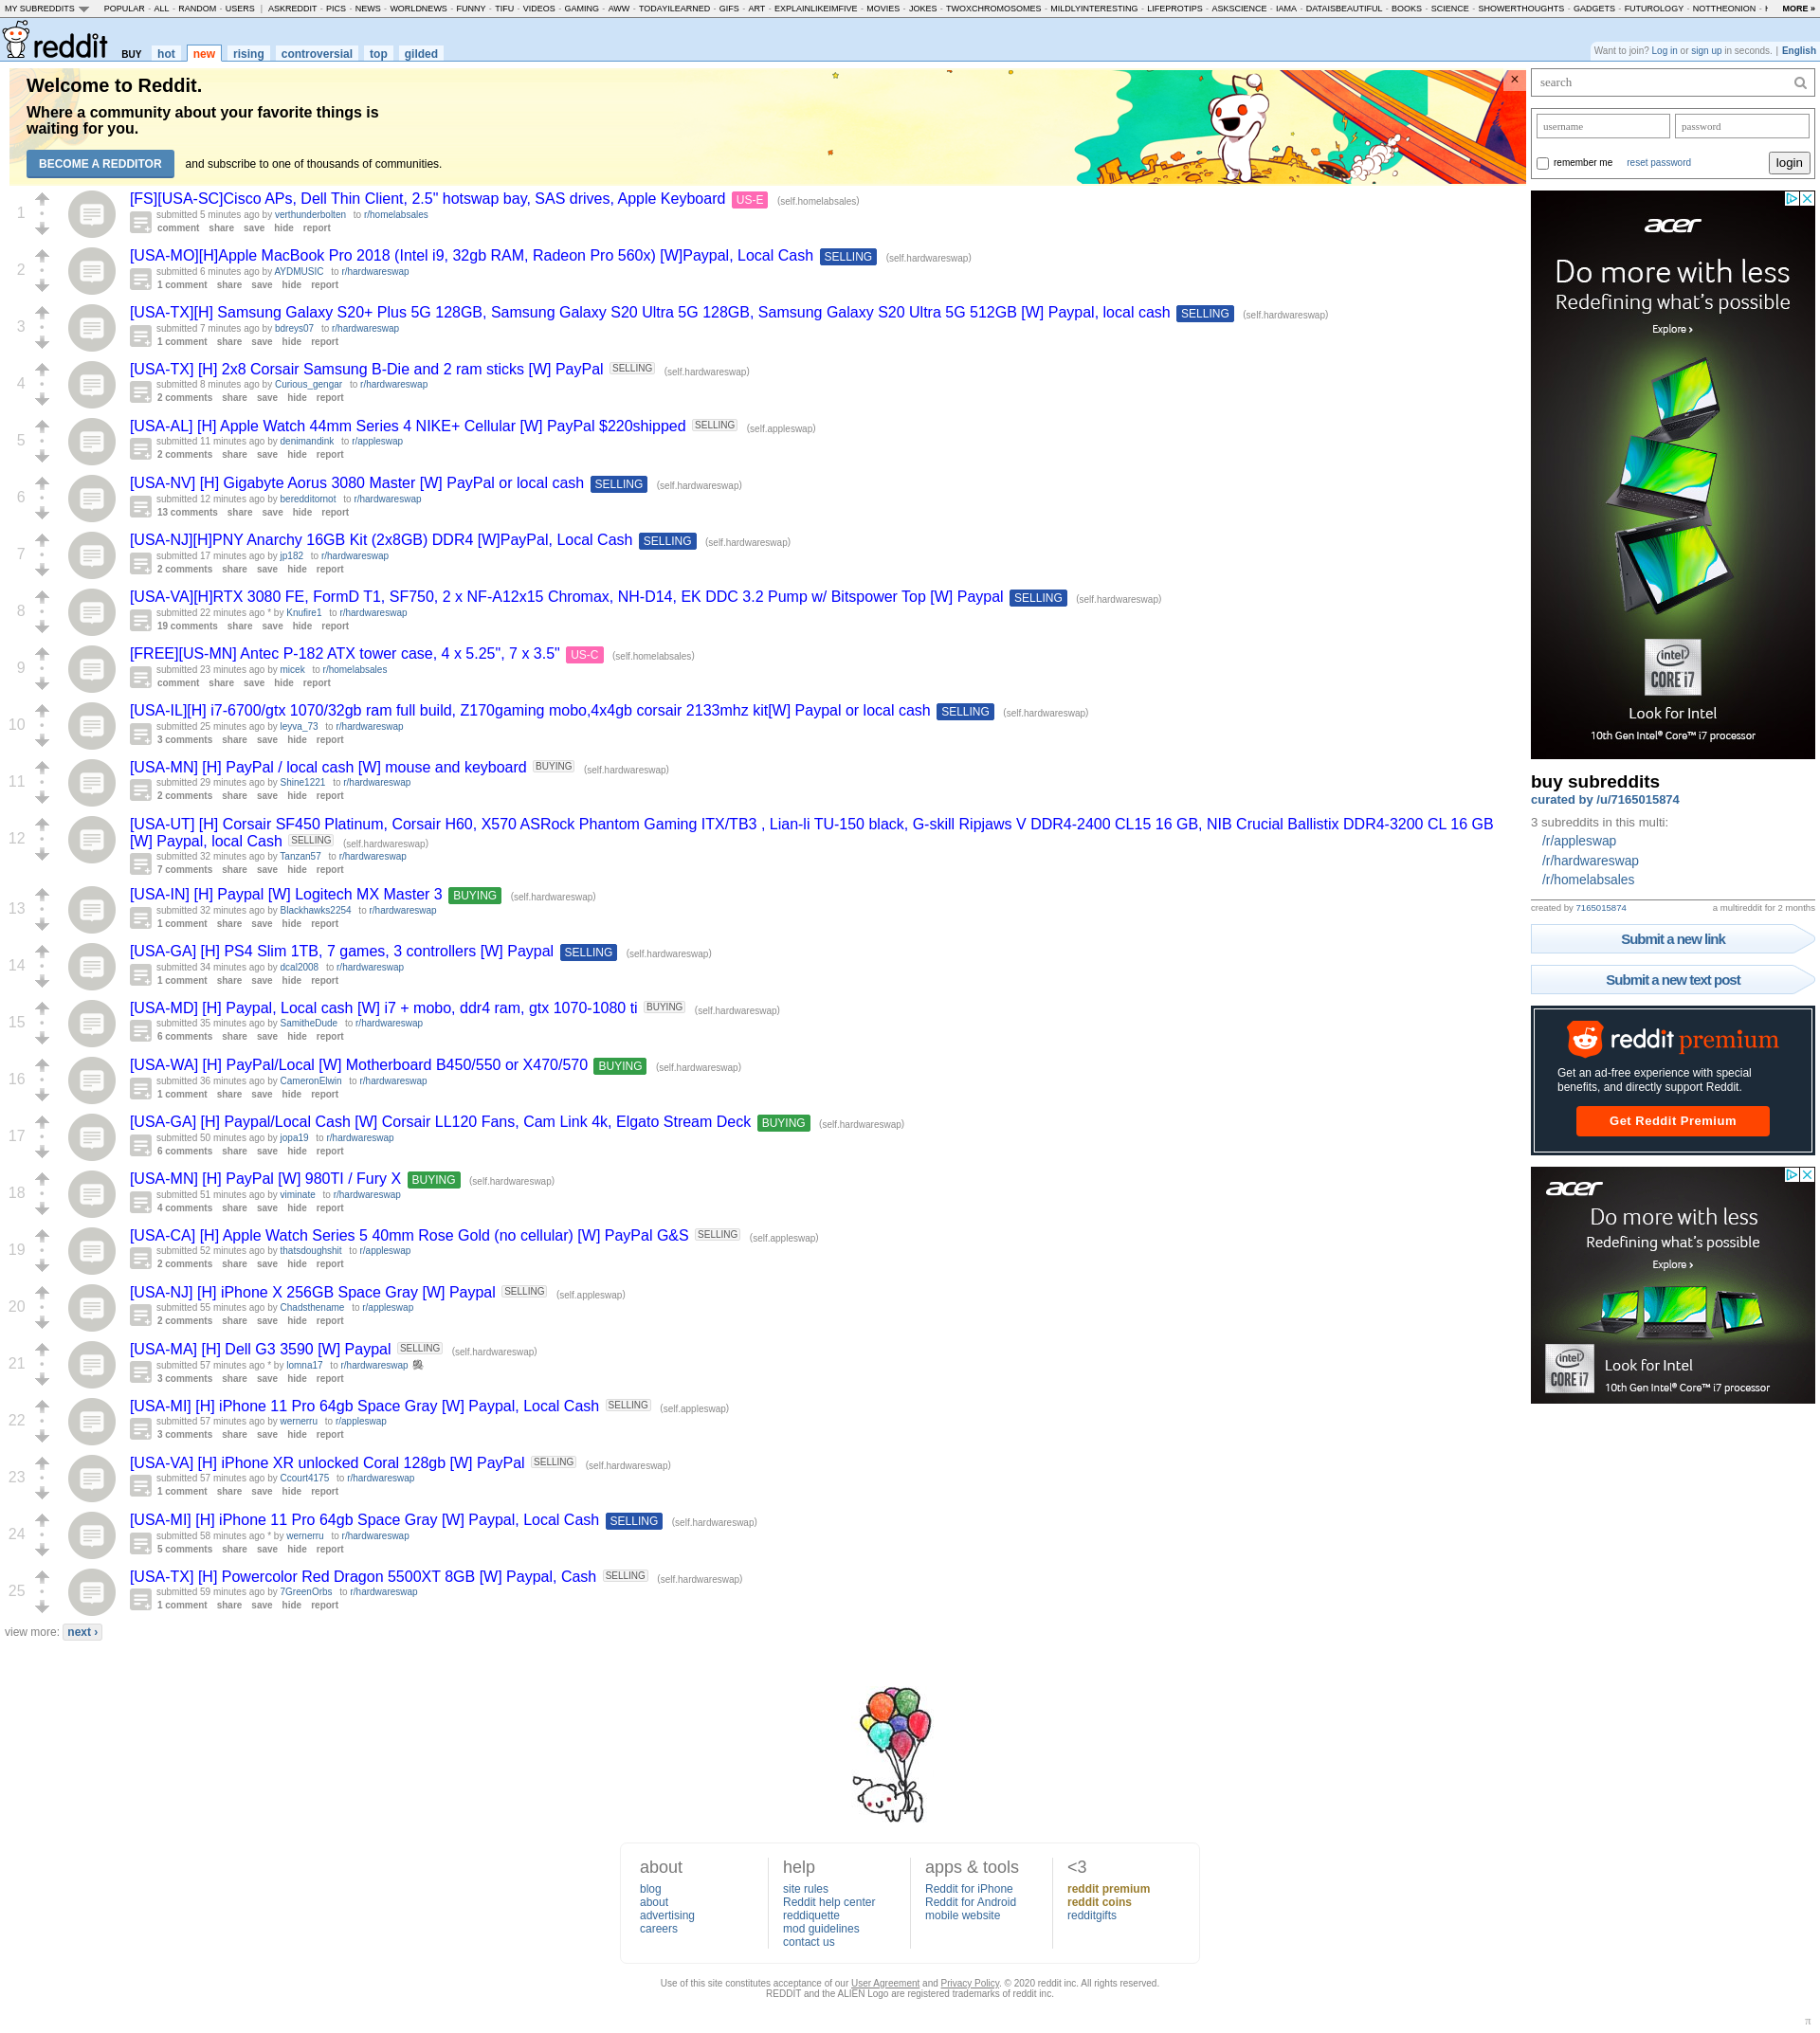 MY SUBREDDITS POPULAR - ALL - RANDOM - USERS | ASKREDDIT - PICS - NEWS - WORLDNEWS - FUNNY - TIFU - VIDEOS - GAMING - AWW - TODAYILEARNED - GIFS - ART - EXPLAINLIKEIMFIVE - MOVIES - JOKES - TWOXCHROMOSOMES - MILDLYINTERESTING - LIFEPROTIPS - ASKSCIENCE - IAMA - DATAISBEAUTIFUL - BOOKS - SCIENCE - SHOWERTHOUGHTS - GADGETS - FUTUROLOGY - NOTTHEONION - MORE »
reddit BUY hot new rising controversial top gilded
Want to join? Log in or sign up in seconds. | English
Welcome to Reddit.
Where a community about your favorite things is
waiting for you.
BECOME A REDDITOR and subscribe to one of thousands of communities.
1
[FS][USA-SC]Cisco APs, Dell Thin Client, 2.5" hotswap bay, SAS drives, Apple Keyboard US-E (self.homelabsales)
submitted 5 minutes ago by verthunderbolten to r/homelabsales
comment share save hide report
2
[USA-MO][H]Apple MacBook Pro 2018 (Intel i9, 32gb RAM, Radeon Pro 560x) [W]Paypal, Local Cash SELLING (self.hardwareswap)
submitted 6 minutes ago by AYDMUSIC to r/hardwareswap
1 comment share save hide report
3
[USA-TX][H] Samsung Galaxy S20+ Plus 5G 128GB, Samsung Galaxy S20 Ultra 5G 128GB, Samsung Galaxy S20 Ultra 5G 512GB [W] Paypal, local cash SELLING (self.hardwareswap)
submitted 7 minutes ago by bdreys07 to r/hardwareswap
1 comment share save hide report
4
[USA-TX] [H] 2x8 Corsair Samsung B-Die and 2 ram sticks [W] PayPal SELLING (self.hardwareswap)
submitted 8 minutes ago by Curious_gengar to r/hardwareswap
2 comments share save hide report
5
[USA-AL] [H] Apple Watch 44mm Series 4 NIKE+ Cellular [W] PayPal $220shipped SELLING (self.appleswap)
submitted 11 minutes ago by denimandink to r/appleswap
2 comments share save hide report
6
[USA-NV] [H] Gigabyte Aorus 3080 Master [W] PayPal or local cash SELLING (self.hardwareswap)
submitted 12 minutes ago by beredditornot to r/hardwareswap
13 comments share save hide report
7
[USA-NJ][H]PNY Anarchy 16GB Kit (2x8GB) DDR4 [W]PayPal, Local Cash SELLING (self.hardwareswap)
submitted 17 minutes ago by jp182 to r/hardwareswap
2 comments share save hide report
8
[USA-VA][H]RTX 3080 FE, FormD T1, SF750, 2 x NF-A12x15 Chromax, NH-D14, EK DDC 3.2 Pump w/ Bitspower Top [W] Paypal SELLING (self.hardwareswap)
submitted 22 minutes ago * by Knufire1 to r/hardwareswap
19 comments share save hide report
9
[FREE][US-MN] Antec P-182 ATX tower case, 4 x 5.25", 7 x 3.5" US-C (self.homelabsales)
submitted 23 minutes ago by micek to r/homelabsales
comment share save hide report
10
[USA-IL][H] i7-6700/gtx 1070/32gb ram full build, Z170gaming mobo,4x4gb corsair 2133mhz kit[W] Paypal or local cash SELLING (self.hardwareswap)
submitted 25 minutes ago by leyva_73 to r/hardwareswap
3 comments share save hide report
11
[USA-MN] [H] PayPal / local cash [W] mouse and keyboard BUYING (self.hardwareswap)
submitted 29 minutes ago by Shine1221 to r/hardwareswap
2 comments share save hide report
12
[USA-UT] [H] Corsair SF450 Platinum, Corsair H60, X570 ASRock Phantom Gaming ITX/TB3 , Lian-li TU-150 black, G-skill Ripjaws V DDR4-2400 CL15 16 GB, NIB Crucial Ballistix DDR4-3200 CL 16 GB
[W] Paypal, local Cash SELLING (self.hardwareswap)
submitted 32 minutes ago by Tanzan57 to r/hardwareswap
7 comments share save hide report
13
[USA-IN] [H] Paypal [W] Logitech MX Master 3 BUYING (self.hardwareswap)
submitted 32 minutes ago by Blackhawks2254 to r/hardwareswap
1 comment share save hide report
14
[USA-GA] [H] PS4 Slim 1TB, 7 games, 3 controllers [W] Paypal SELLING (self.hardwareswap)
submitted 34 minutes ago by dcal2008 to r/hardwareswap
1 comment share save hide report
15
[USA-MD] [H] Paypal, Local cash [W] i7 + mobo, ddr4 ram, gtx 1070-1080 ti BUYING (self.hardwareswap)
submitted 35 minutes ago by SamitheDude to r/hardwareswap
6 comments share save hide report
16
[USA-WA] [H] PayPal/Local [W] Motherboard B450/550 or X470/570 BUYING (self.hardwareswap)
submitted 36 minutes ago by CameronElwin to r/hardwareswap
1 comment share save hide report
17
[USA-GA] [H] Paypal/Local Cash [W] Corsair LL120 Fans, Cam Link 4k, Elgato Stream Deck BUYING (self.hardwareswap)
submitted 50 minutes ago by jopa19 to r/hardwareswap
6 comments share save hide report
18
[USA-MN] [H] PayPal [W] 980TI / Fury X BUYING (self.hardwareswap)
submitted 51 minutes ago by viminate to r/hardwareswap
4 comments share save hide report
19
[USA-CA] [H] Apple Watch Series 5 40mm Rose Gold (no cellular) [W] PayPal G&S SELLING (self.appleswap)
submitted 52 minutes ago by thatsdoughshit to r/appleswap
2 comments share save hide report
20
[USA-NJ] [H] iPhone X 256GB Space Gray [W] Paypal SELLING (self.appleswap)
submitted 55 minutes ago by Chadsthename to r/appleswap
2 comments share save hide report
21
[USA-MA] [H] Dell G3 3590 [W] Paypal SELLING (self.hardwareswap)
submitted 57 minutes ago * by lomna17 to r/hardwareswap
3 comments share save hide report
22
[USA-MI] [H] iPhone 11 Pro 64gb Space Gray [W] Paypal, Local Cash SELLING (self.appleswap)
submitted 57 minutes ago by wernerru to r/appleswap
3 comments share save hide report
23
[USA-VA] [H] iPhone XR unlocked Coral 128gb [W] PayPal SELLING (self.hardwareswap)
submitted 57 minutes ago by Ccourt4175 to r/hardwareswap
1 comment share save hide report
24
[USA-MI] [H] iPhone 11 Pro 64gb Space Gray [W] Paypal, Local Cash SELLING (self.hardwareswap)
submitted 58 minutes ago * by wernerru to r/hardwareswap
5 comments share save hide report
25
[USA-TX] [H] Powercolor Red Dragon 5500XT 8GB [W] Paypal, Cash SELLING (self.hardwareswap)
submitted 59 minutes ago by 7GreenOrbs to r/hardwareswap
1 comment share save hide report
view more: next ›
search
username password
remember me reset password login
acer
Do more with less
Redefining what's possible
Explore ›
intel
CORE i7
Look for Intel
10th Gen Intel® Core™ i7 processor
buy subreddits
curated by /u/7165015874
3 subreddits in this multi:
/r/appleswap
/r/hardwareswap
/r/homelabsales
created by 7165015874 a multireddit for 2 months
Submit a new link
Submit a new text post
reddit premium
Get an ad-free experience with special
benefits, and directly support Reddit.
Get Reddit Premium
acer
Do more with less
Redefining what's possible
Explore ›
intel
CORE i7
Look for Intel
10th Gen Intel® Core™ i7 processor
about
blog
about
advertising
careers
help
site rules
Reddit help center
reddiquette
mod guidelines
contact us
apps & tools
Reddit for iPhone
Reddit for Android
mobile website
<3
reddit premium
reddit coins
redditgifts
Use of this site constitutes acceptance of our User Agreement and Privacy Policy. © 2020 reddit inc. All rights reserved.
REDDIT and the ALIEN Logo are registered trademarks of reddit inc.
π